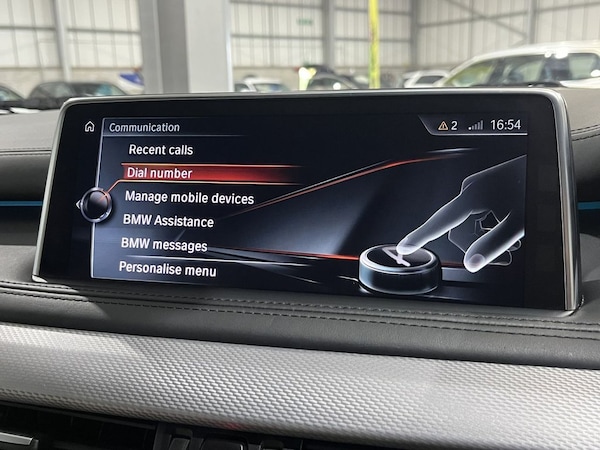 Communication
2 16:54
Recent calls
Dial number
Manage mobile devices
BMW Assistance
BMW messages
Personalise menu